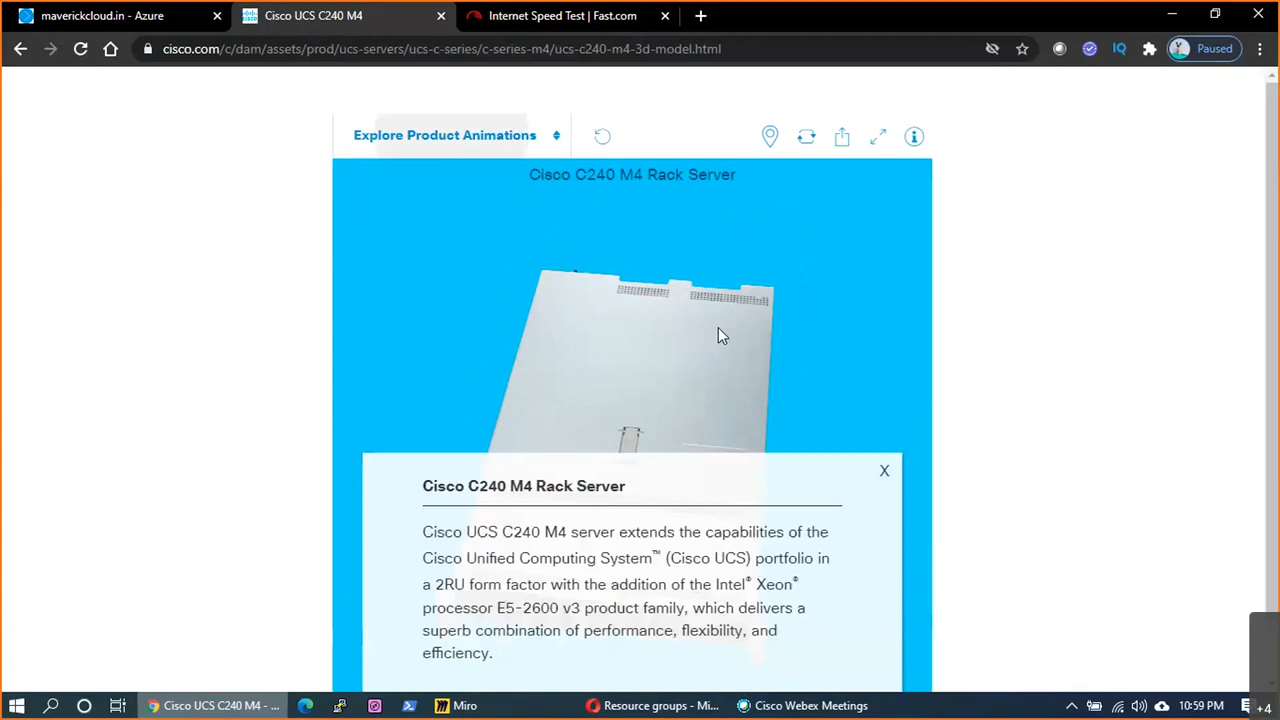 maverickcloud.in - Azure
Cisco UCS C240 M4
Internet Speed Test | Fast.com
cisco.com/c/dam/assets/prod/ucs-servers/ucs-c-series/c-series-m4/ucs-c240-m4-3d-model.html
IQ
Paused
Explore Product Animations
Cisco C240 M4 Rack Server
X
Cisco C240 M4 Rack Server
Cisco UCS C240 M4 server extends the capabilities of the
Cisco Unified Computing System™ (Cisco UCS) portfolio in
a 2RU form factor with the addition of the Intel® Xeon®
processor E5-2600 v3 product family, which delivers a
superb combination of performance, flexibility, and
efficiency.
Cisco UCS C240 M4 - ...
Miro
Resource groups - Mi...
Cisco Webex Meetings
10:59 PM
+4